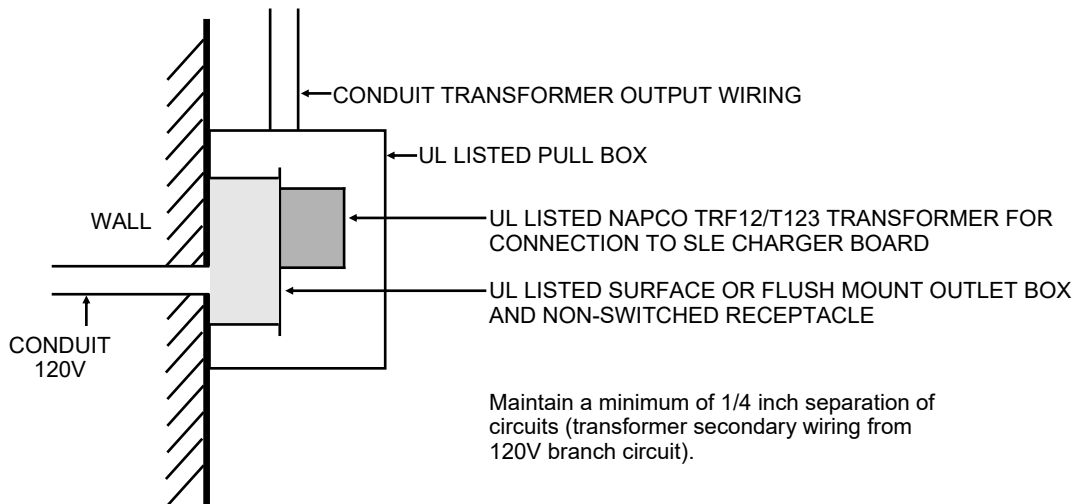 CONDUIT TRANSFORMER OUTPUT WIRING
UL LISTED PULL BOX
WALL
UL LISTED NAPCO TRF12/T123 TRANSFORMER FOR
CONNECTION TO SLE CHARGER BOARD
UL LISTED SURFACE OR FLUSH MOUNT OUTLET BOX
AND NON-SWITCHED RECEPTACLE
CONDUIT
120V
Maintain a minimum of 1/4 inch separation of
circuits (transformer secondary wiring from
120V branch circuit).